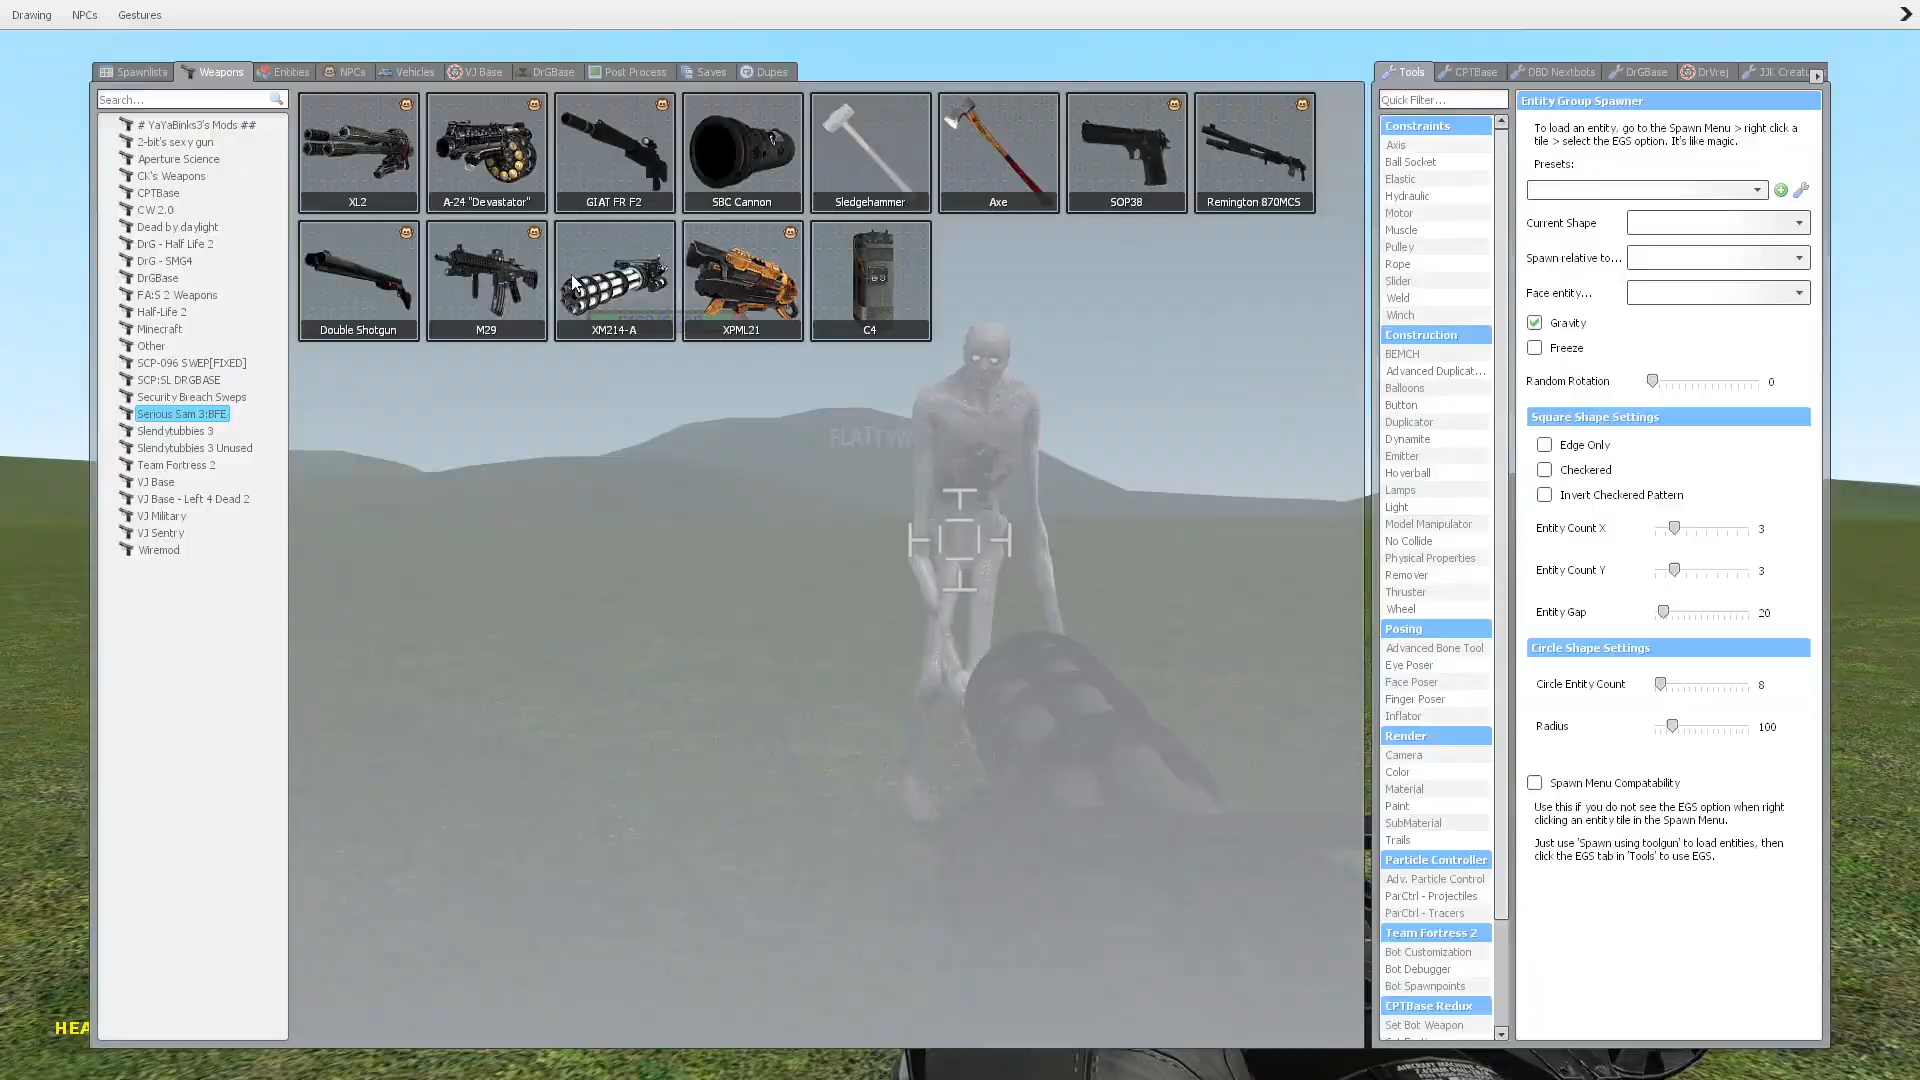 Drawing NPCs Gestures
Spawnlists Weapons Entities NPCs Vehicles VJ Base DrGBase Post Process Saves Dupes
Search...
# YaYaBinks3's Mods ##
2-bit's sexy gun
Aperture Science
Ck's Weapons
CPTBase
CW 2.0
Dead by daylight
DrG - Half Life 2
DrG - SMG4
DrGBase
FA:S 2 Weapons
Half-Life 2
Minecraft
Other
SCP-096 SWEP[FIXED]
SCP:SL DRGBASE
Security Breach Sweps
Serious Sam 3:BFE
Slendytubbies 3
Slendytubbies 3 Unused
Team Fortress 2
VJ Base
VJ Base - Left 4 Dead 2
VJ Military
VJ Sentry
Wiremod
XL2 A-24 "Devastator" GIAT FR F2 SBC Cannon Sledgehammer Axe SOP38 Remington 870MCS
Double Shotgun M29 XM214-A XPML21 C4
HEA
Tools CPTBase DBD Nextbots DrGBase DrVrej JJK Creatu
Quick Filter...
Constraints
Axis
Ball Socket
Elastic
Hydraulic
Motor
Muscle
Pulley
Rope
Slider
Weld
Winch
Construction
BEMCH
Advanced Duplicat...
Balloons
Button
Duplicator
Dynamite
Emitter
Hoverball
Lamps
Light
Model Manipulator
No Collide
Physical Properties
Remover
Thruster
Wheel
Posing
Advanced Bone Tool
Eye Poser
Face Poser
Finger Poser
Inflator
Render
Camera
Color
Material
Paint
SubMaterial
Trails
Particle Controller
Adv. Particle Control
ParCtrl - Projectiles
ParCtrl - Tracers
Team Fortress 2
Bot Customization
Bot Debugger
Bot Spawnpoints
CPTBase Redux
Set Bot Weapon
Entity Group Spawner
To load an entity, go to the Spawn Menu > right click a
tile > select the EGS option. It's like magic.
Presets:
Current Shape
Spawn relative to...
Face entity...
Gravity
Freeze
Random Rotation 0
Square Shape Settings
Edge Only
Checkered
Invert Checkered Pattern
Entity Count X 3
Entity Count Y 3
Entity Gap 20
Circle Shape Settings
Circle Entity Count 8
Radius 100
Spawn Menu Compatability
Use this if you do not see the EGS option when right
clicking an entity tile in the Spawn Menu.
Just use 'Spawn using toolgun' to load entities, then
click the EGS tab in 'Tools' to use EGS.